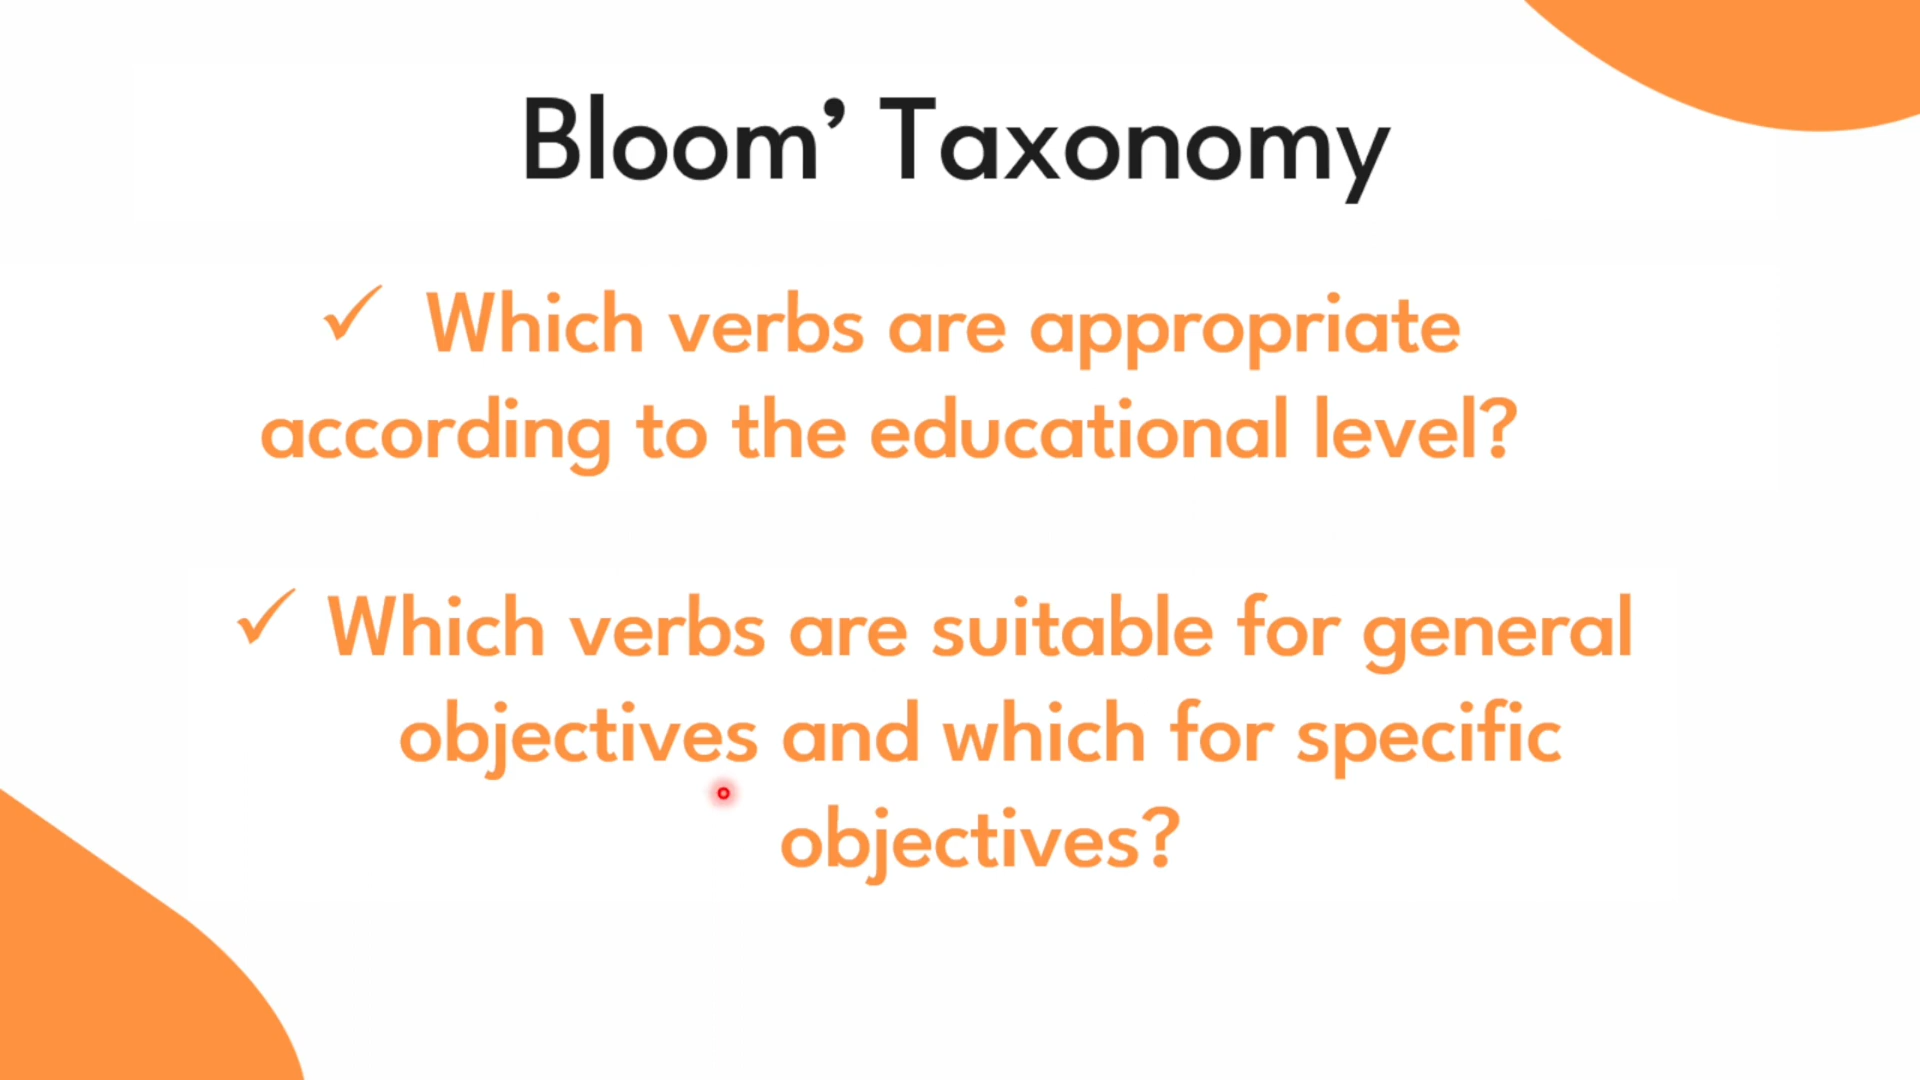 Bloom’ Taxonomy
✓ Which verbs are appropriate
according to the educational level?
✓ Which verbs are suitable for general
objectives and which for specific
objectives?